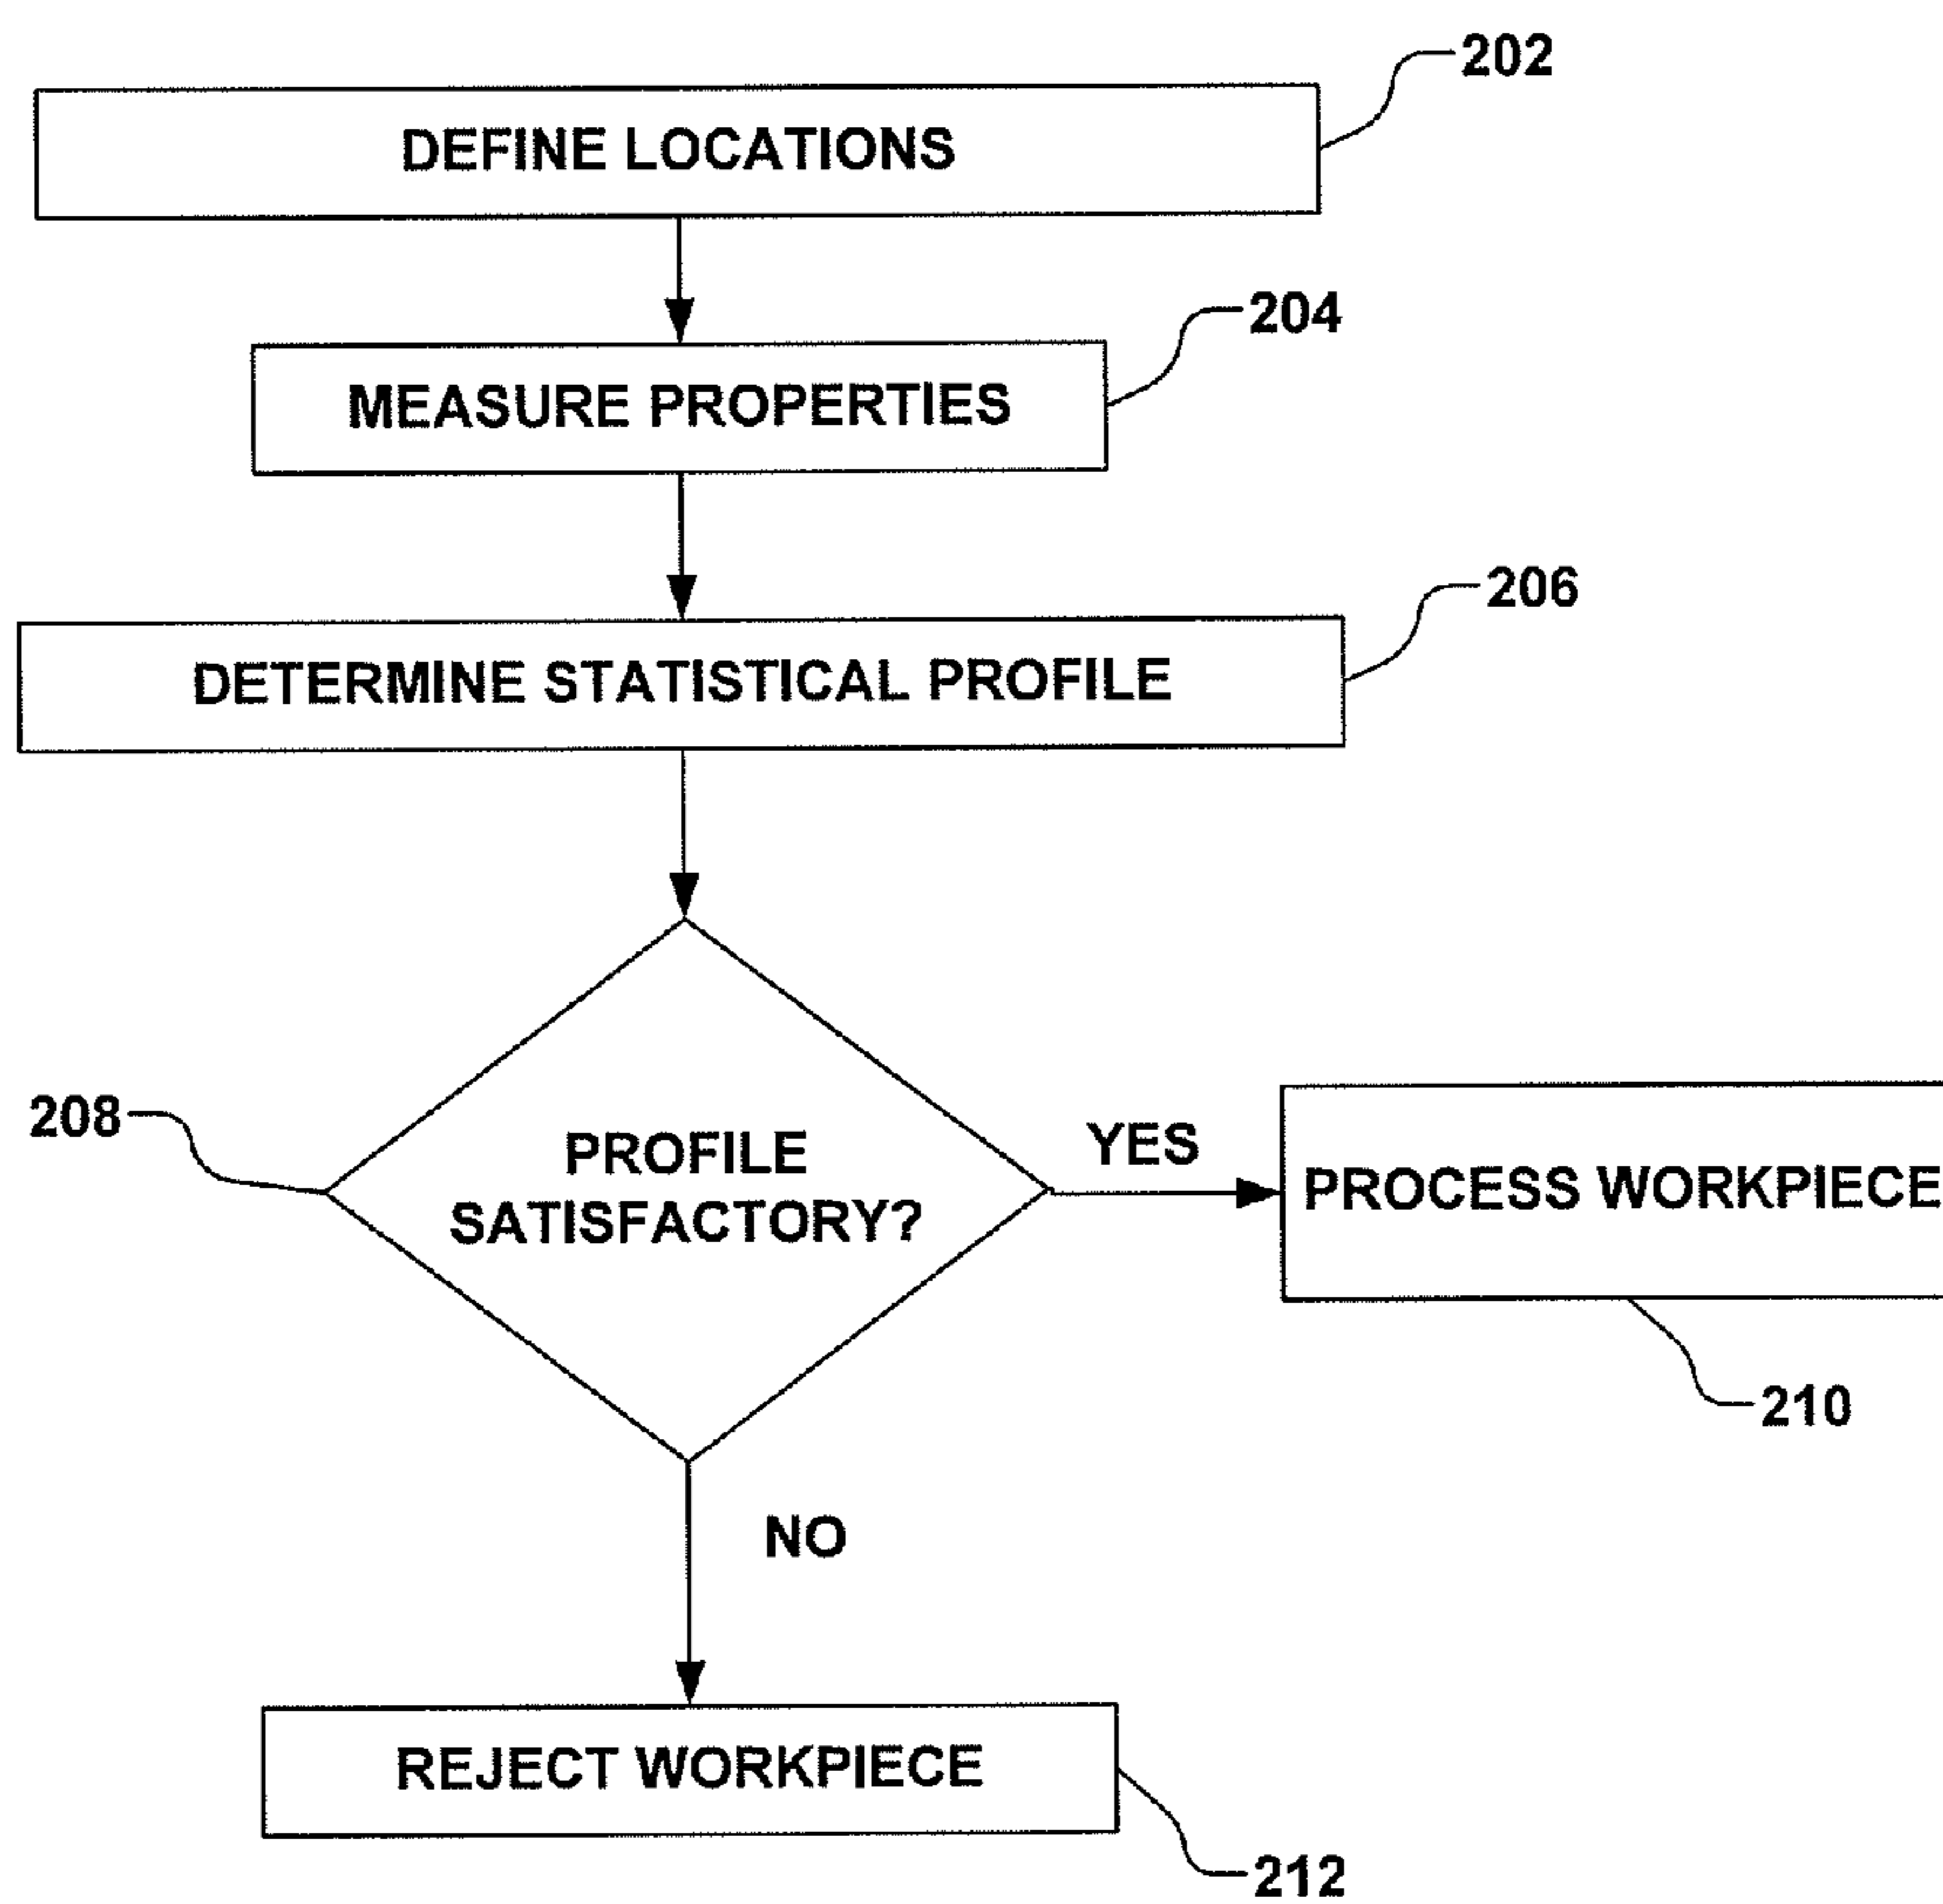 202
DEFINE LOCATIONS
204
MEASURE PROPERTIES
206
DETERMINE STATISTICAL PROFILE
208
PROFILE
SATISFACTORY?
YES
PROCESS WORKPIECE
210
NO
REJECT WORKPIECE
212